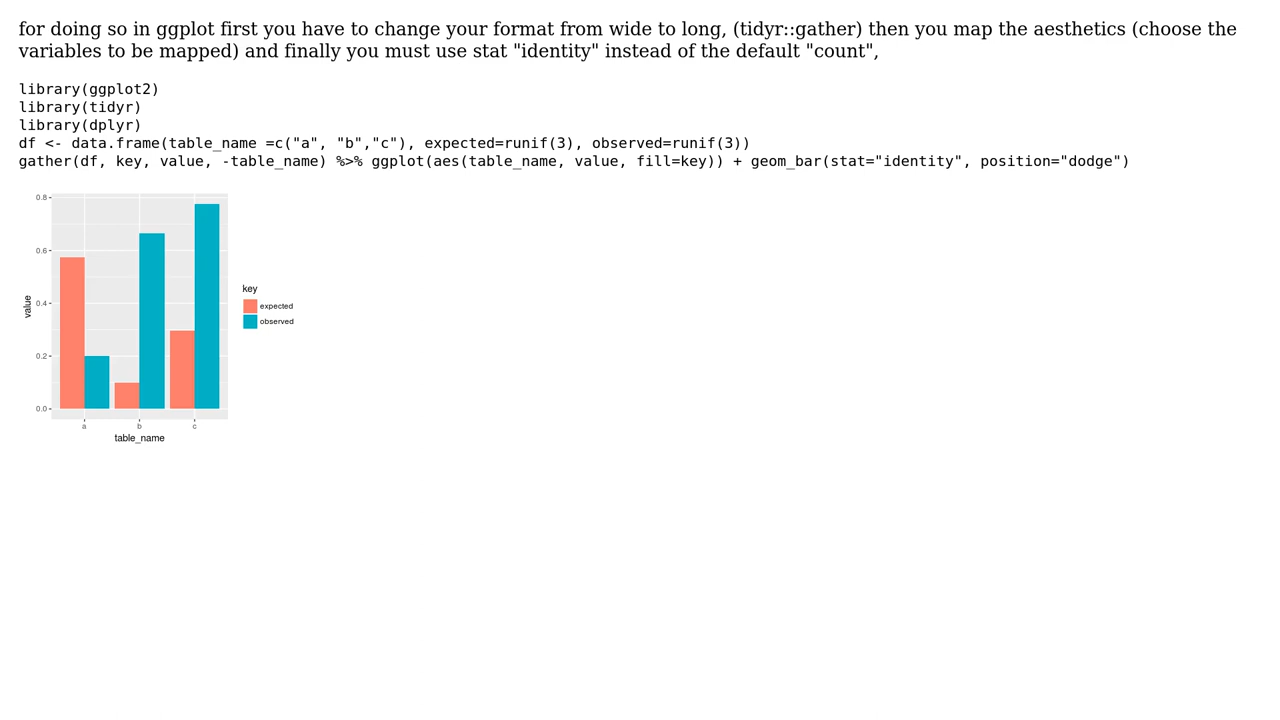 for doing so in ggplot first you have to change your format from wide to long, (tidyr::gather) then you map the aesthetics (choose the
variables to be mapped) and finally you must use stat "identity" instead of the default "count",
library(ggplot2)
library(tidyr)
library(dplyr)
df <- data.frame(table_name =c("a", "b","c"), expected=runif(3), observed=runif(3))
gather(df, key, value, -table_name) %>% ggplot(aes(table_name, value, fill=key)) + geom_bar(stat="identity", position="dodge")
0.8
0.6
0.4
0.2
0.0
value
a b c
table_name
key
expected
observed